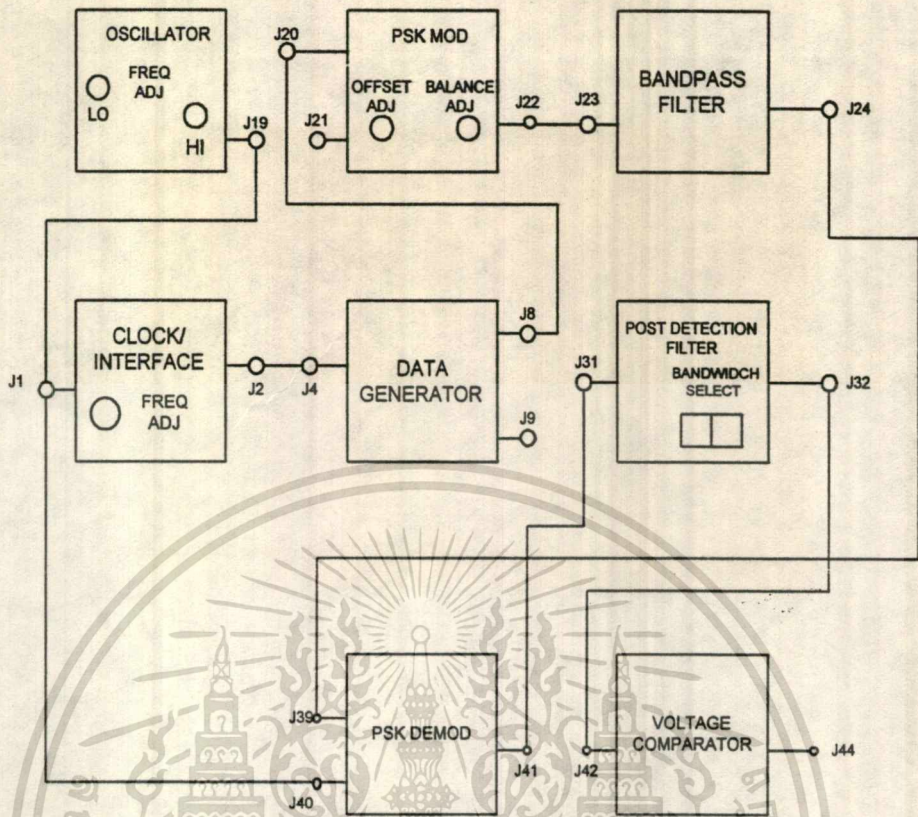 OSCILLATOR
FREQ
ADJ
LO
HI
J19
J20
J21
PSK MOD
OFFSET
ADJ
BALANCE
ADJ
J22
J23
BANDPASS
FILTER
J24
J1
CLOCK/
INTERFACE
FREQ
ADJ
J2
J4
DATA
GENERATOR
J8
J9
J31
POST DETECTION
FILTER
BANDWIDCH
SELECT
J32
J39
J40
PSK DEMOD
J41
J42
VOLTAGE
COMPARATOR
J44